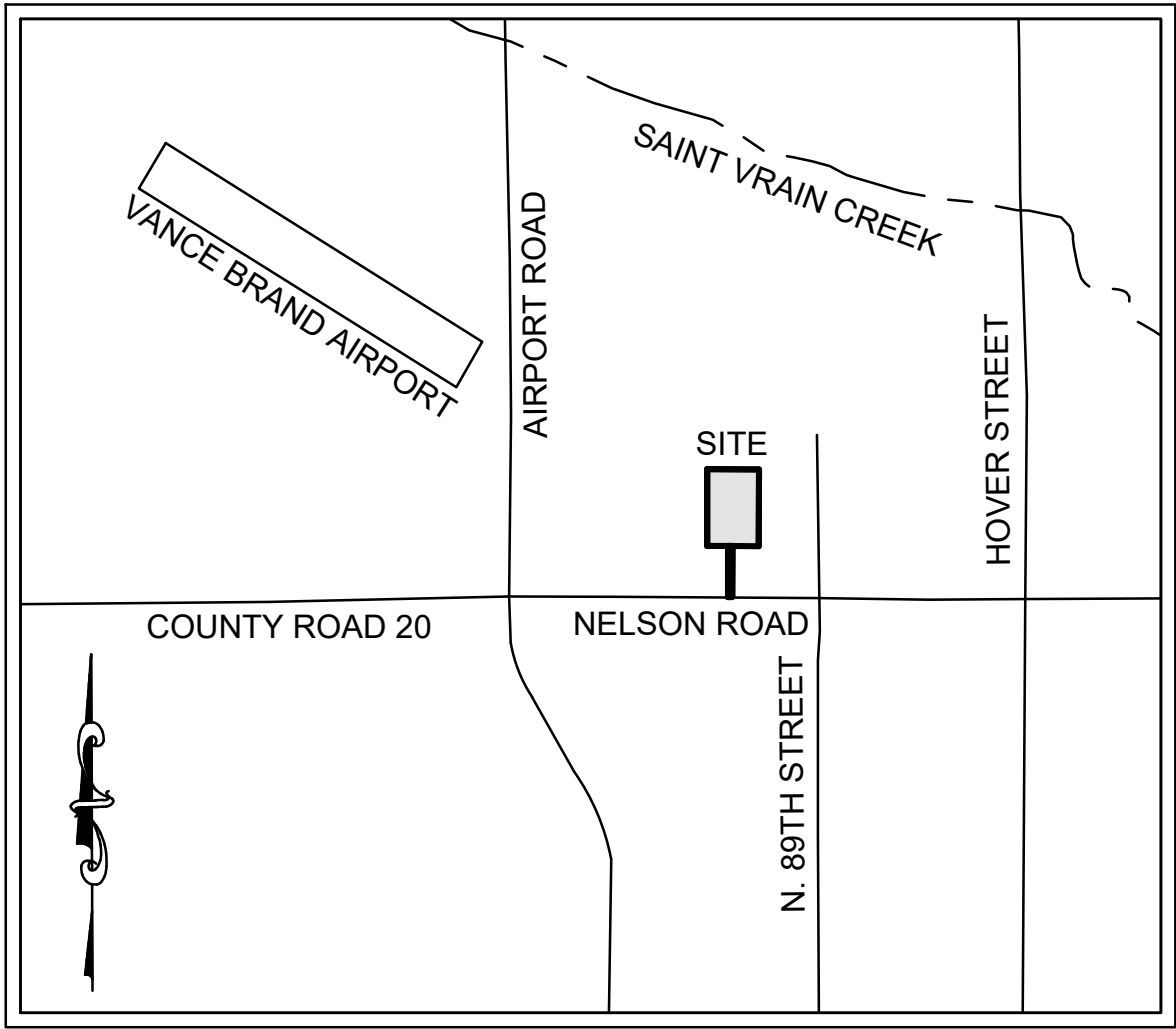 SAINT VRAIN CREEK
VANCE BRAND AIRPORT
AIRPORT ROAD
HOVER STREET
SITE
COUNTY ROAD 20
NELSON ROAD
N. 89TH STREET